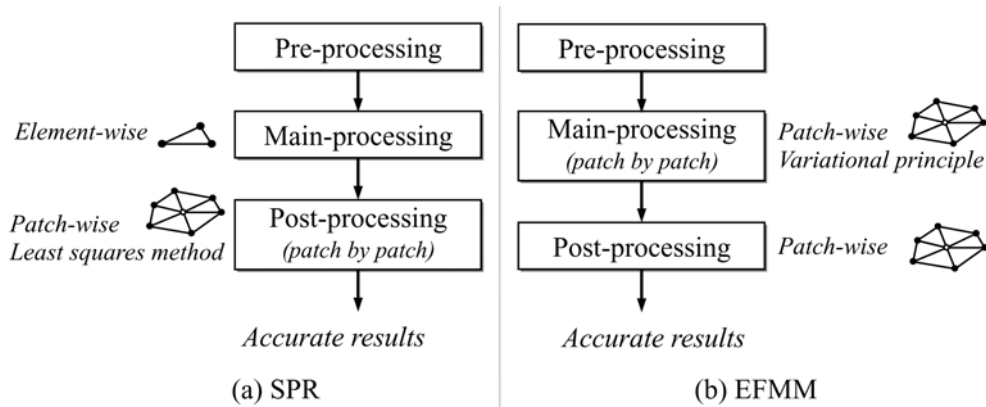 Pre-processing
Element-wise
Main-processing
Patch-wise
Least squares method
Post-processing
(patch by patch)
Accurate results
(a) SPR
Pre-processing
Main-processing
(patch by patch)
Patch-wise
Variational principle
Post-processing
Patch-wise
Accurate results
(b) EFMM